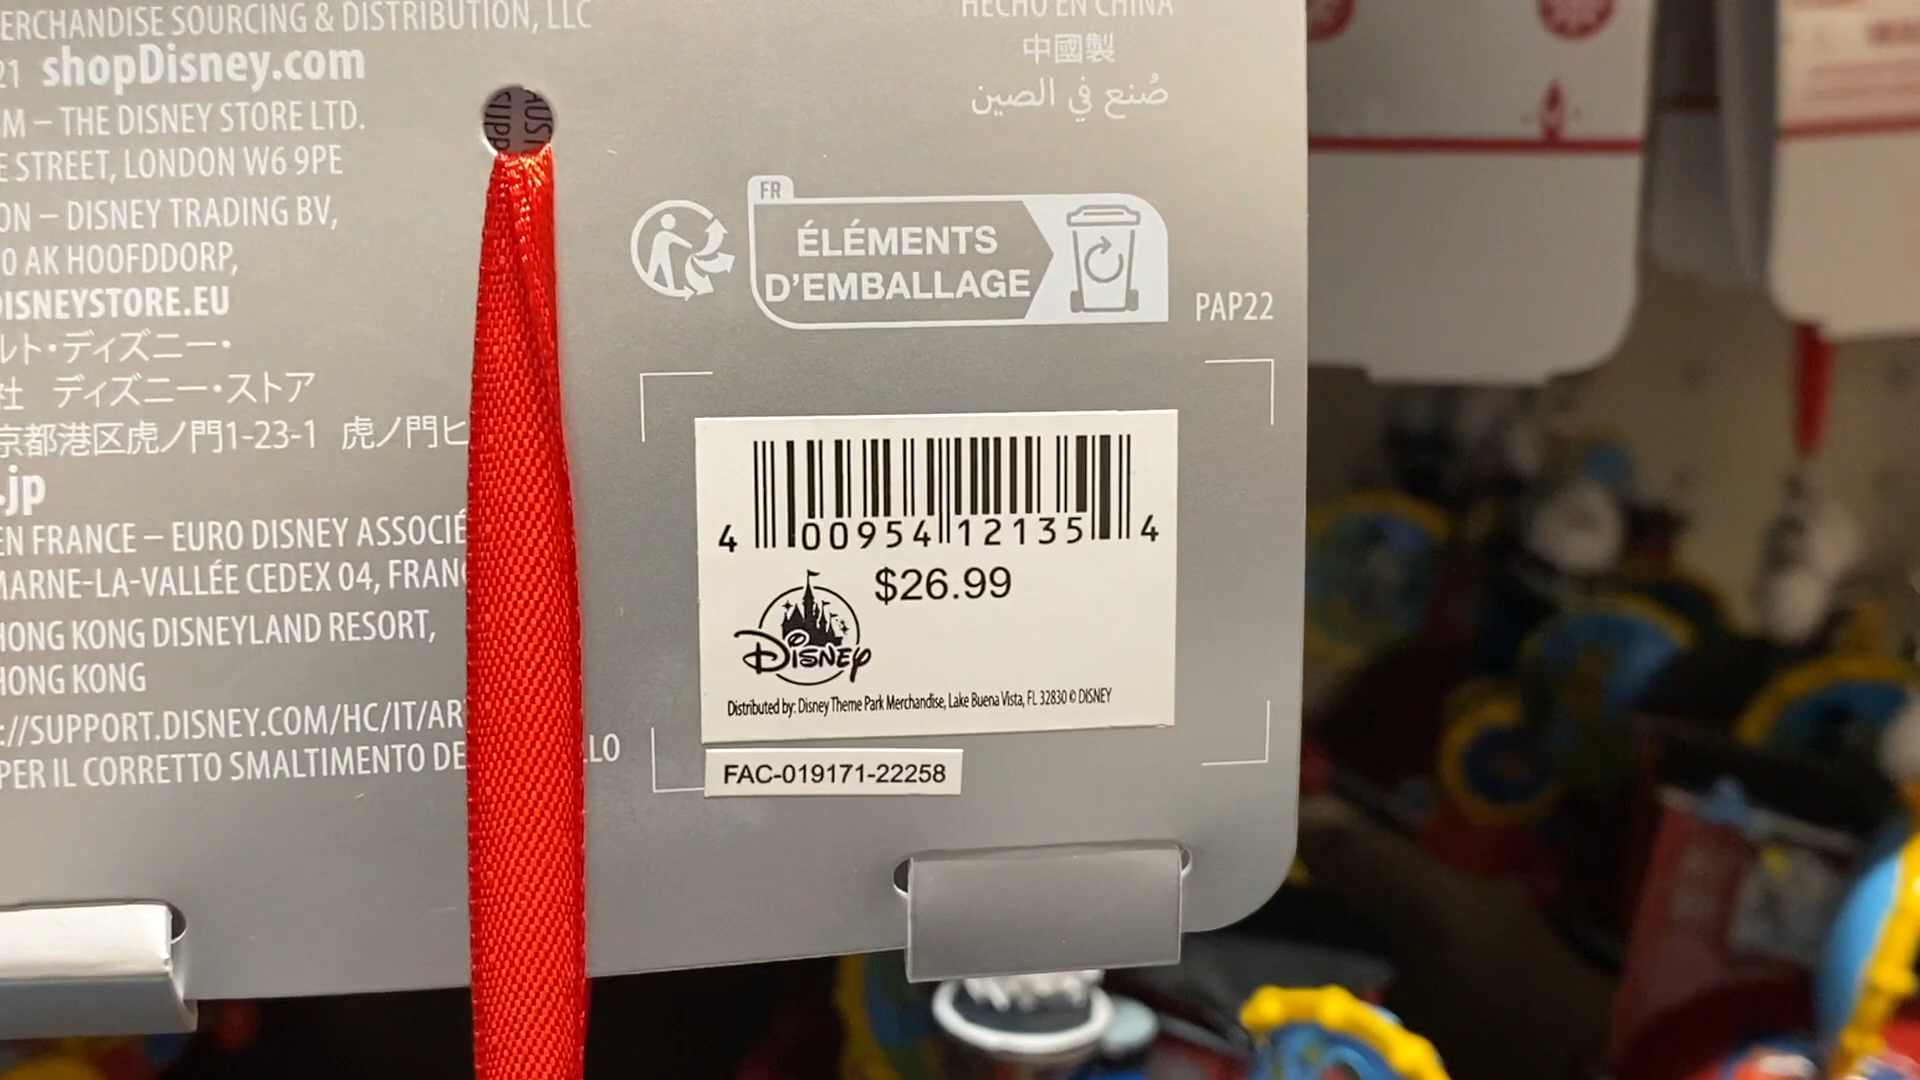 ERCHANDISE SOURCING & DISTRIBUTION, LLC
21 shopDisney.com
M – THE DISNEY STORE LTD.
E STREET, LONDON W6 9PE
ON – DISNEY TRADING BV,
0 AK HOOFDDORP,
DISNEYSTORE.EU
ルト・ディズニー・
社 ディズニー・ストア
京都港区虎ノ門1-23-1 虎ノ門ヒ
.jp
EN FRANCE – EURO DISNEY ASSOCIÉ
MARNE-LA-VALLÉE CEDEX 04, FRANC
HONG KONG DISNEYLAND RESORT,
HONG KONG
://SUPPORT.DISNEY.COM/HC/IT/AR
PER IL CORRETTO SMALTIMENTO DE LO
HECHO EN CHINA
中國製
صُنع في الصين
FR
ÉLÉMENTS
D'EMBALLAGE
PAP22
4 00954 12135 4
$26.99
Disney
Distributed by: Disney Theme Park Merchandise, Lake Buena Vista, FL 32830 © DISNEY
FAC-019171-22258